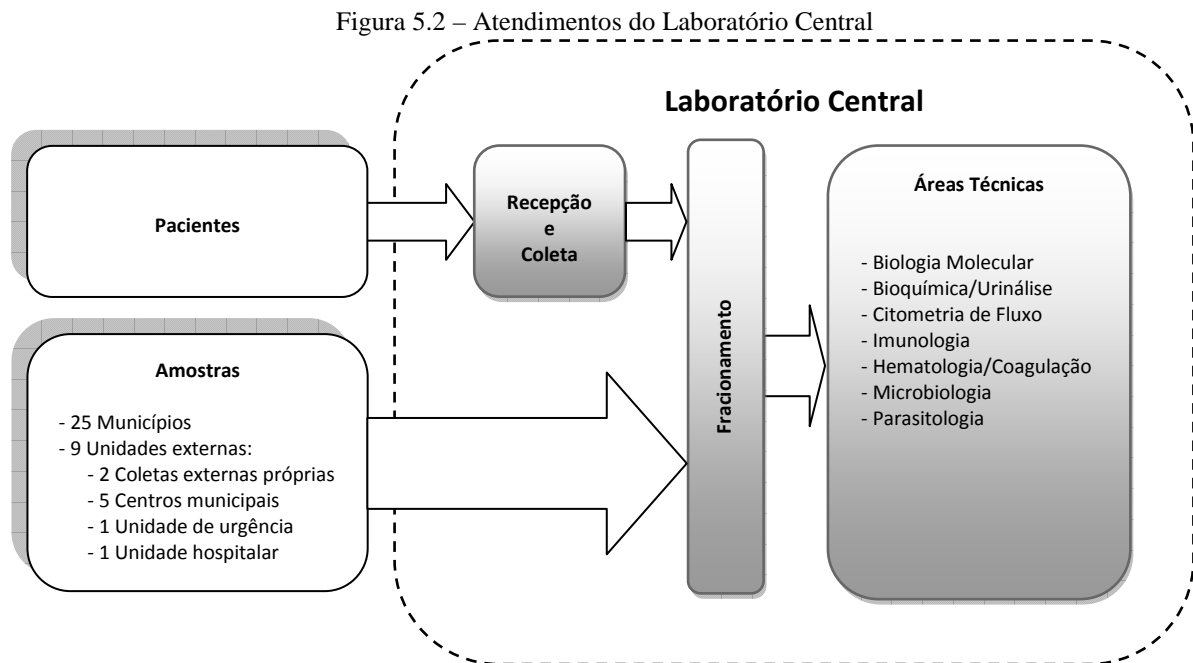 Figura 5.2 – Atendimentos do Laboratório Central
Laboratório Central
Pacientes
Recepção
e
Coleta
Amostras
- 25 Municípios
- 9 Unidades externas:
- 2 Coletas externas próprias
- 5 Centros municipais
- 1 Unidade de urgência
- 1 Unidade hospitalar
Fracionamento
Áreas Técnicas
- Biologia Molecular
- Bioquímica/Urinálise
- Citometria de Fluxo
- Imunologia
- Hematologia/Coagulação
- Microbiologia
- Parasitologia